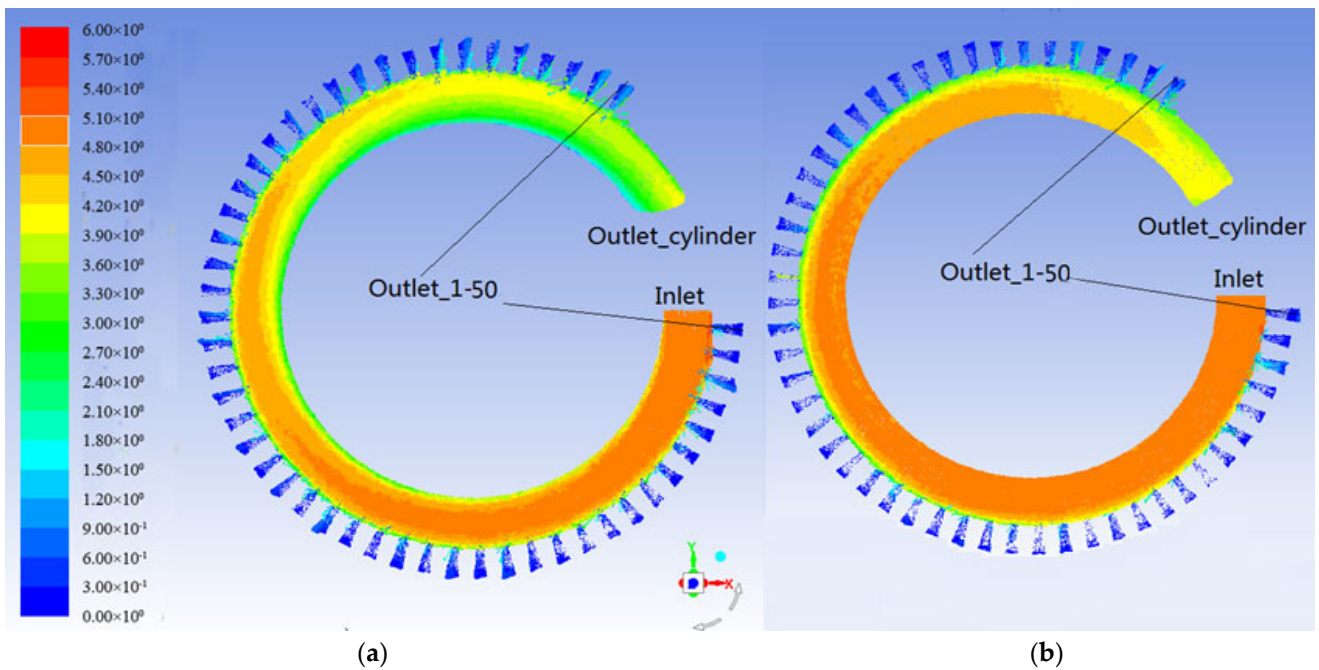 6.00×10⁰
5.70×10⁰
5.40×10⁰
5.10×10⁰
4.80×10⁰
4.50×10⁰
4.20×10⁰
3.90×10⁰
3.60×10⁰
3.30×10⁰
3.00×10⁰
2.70×10⁰
2.40×10⁰
2.10×10⁰
1.80×10⁰
1.50×10⁰
1.20×10⁰
9.00×10⁻¹
6.00×10⁻¹
3.00×10⁻¹
0.00×10⁰
Outlet_cylinder
Outlet_1-50
Inlet
Y
X
Outlet_cylinder
Outlet_1-50
Inlet
(a)
(b)